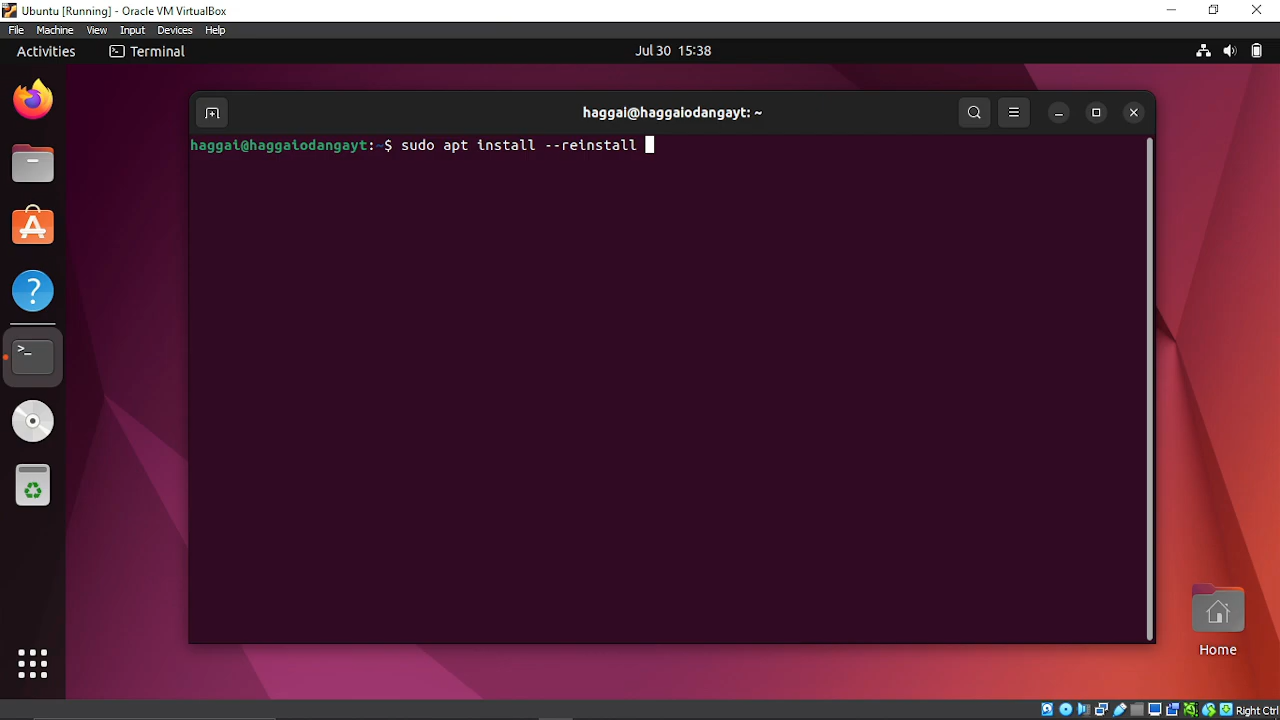 Ubuntu [Running] - Oracle VM VirtualBox
File Machine View Input Devices Help
Activities Terminal Jul 30 15:38
haggai@haggaiodangayt: ~
haggai@haggaiodangayt:~$ sudo apt install --reinstall
Home
Right Ctrl